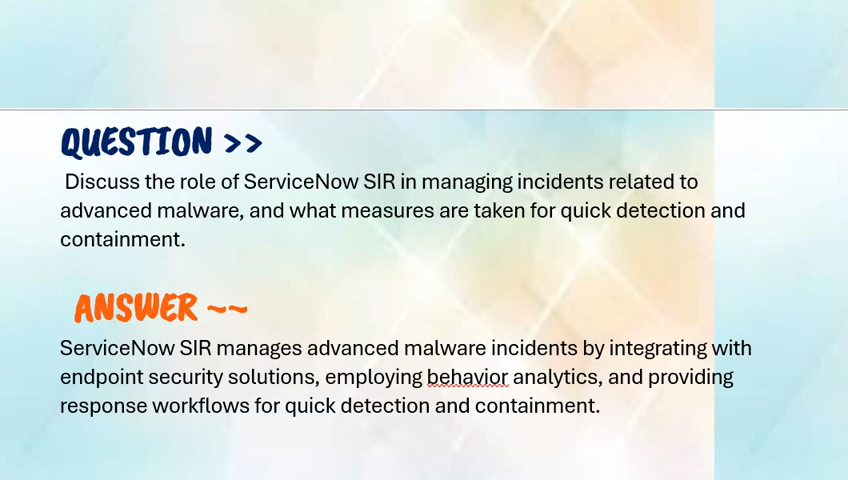 QUESTION >>
Discuss the role of ServiceNow SIR in managing incidents related to
advanced malware, and what measures are taken for quick detection and
containment.
ANSWER ~~
ServiceNow SIR manages advanced malware incidents by integrating with
endpoint security solutions, employing behavior analytics, and providing
response workflows for quick detection and containment.